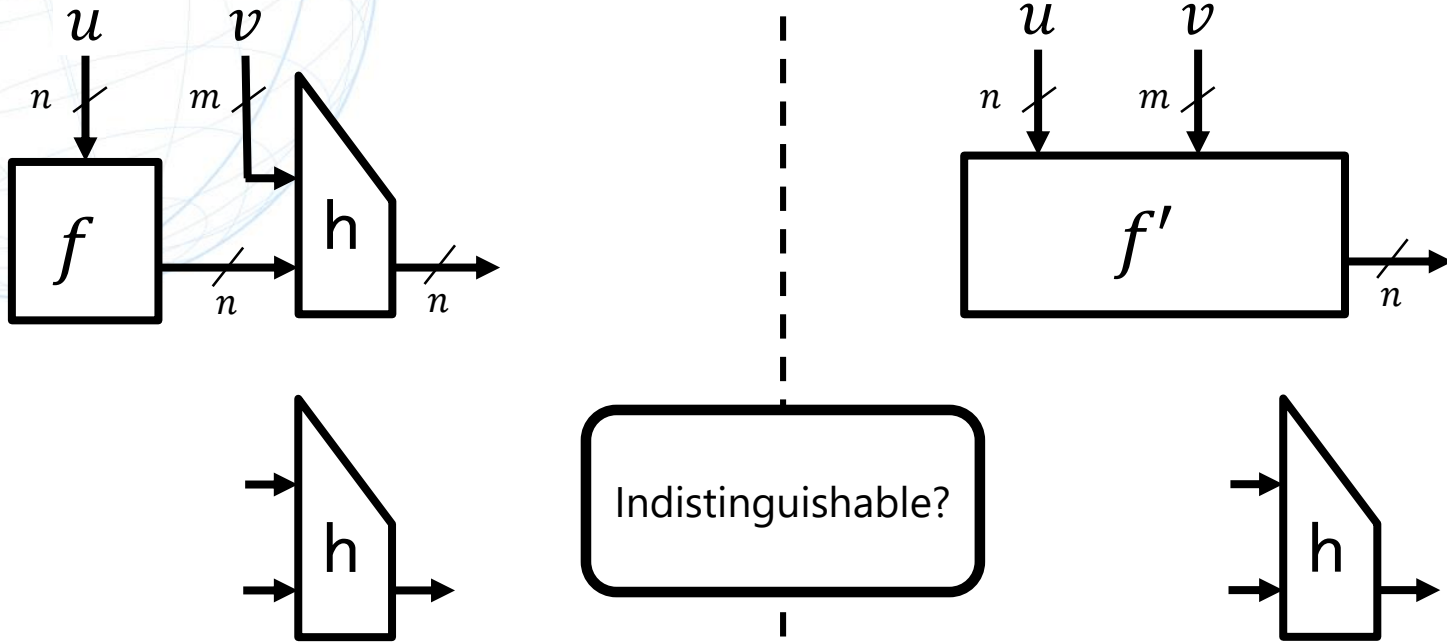 u v
n m
f h
n n
h
Indistinguishable?
u v
n m
f′
n
h